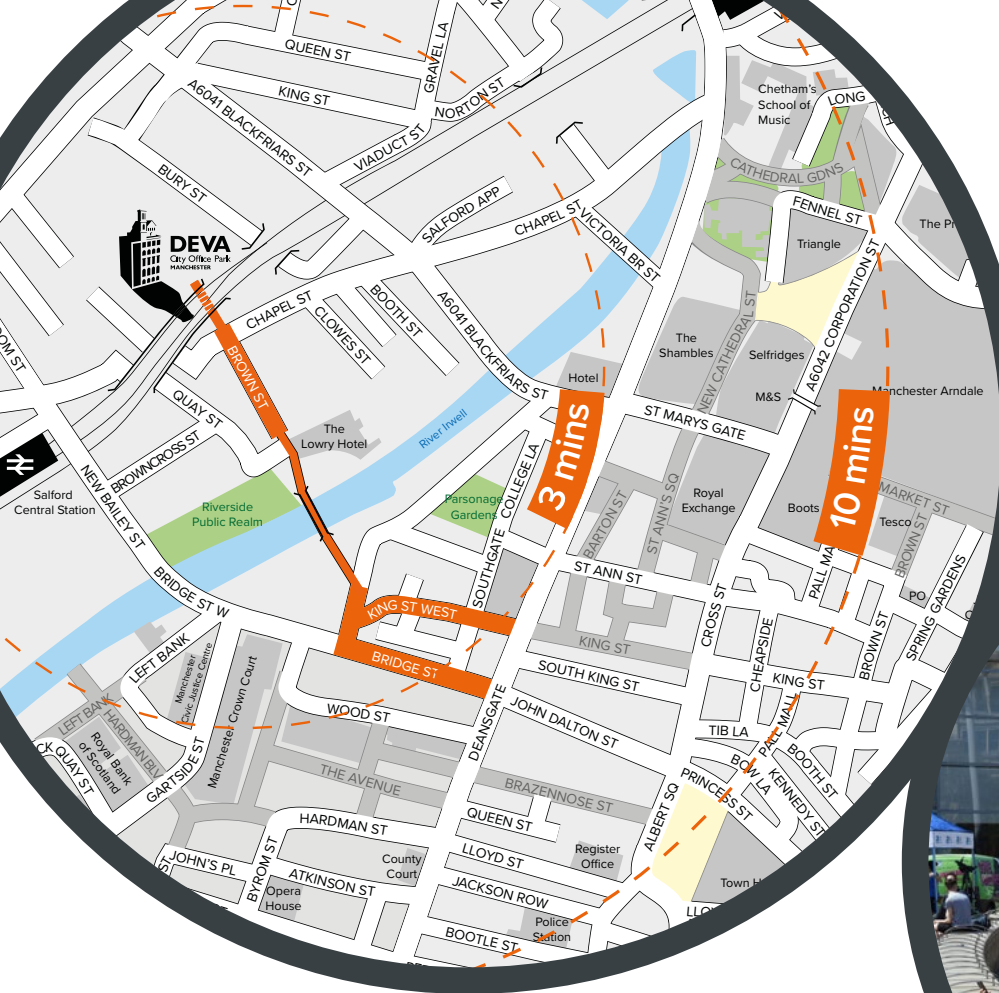 QUEEN ST
GRAVEL LA
KING ST
NORTON ST
A6041 BLACKFRIARS ST
VIADUCT ST
Chetham's
School of
Music
LONG
CATHEDRAL GDNS
BURY ST
SALFORD APP
CHAPEL ST
VICTORIA BR ST
FENNEL ST
The
Triangle
DEVA
City Office Park
MANCHESTER
CHAPEL ST
BOOTH ST
CLOWES ST
A6041 BLACKFRIARS ST
The
Shambles
NEW CATHEDRAL ST
Selfridges
M&S
A6042 CORPORATION ST
Manchester Arndale
BROWN ST
Hotel
ST MARYS GATE
3 mins
10 mins
QUAY ST
The
Lowry Hotel
River Irwell
BROWNCROSS ST
Salford
Central Station
NEW BAILEY ST
Riverside
Public Realm
Parsonage
Gardens
SOUTHGATE
COLLEGE LA
BARTON ST
ST ANN'S SQ
Royal
Exchange
Boots
MARKET ST
Tesco
BROWN ST
PO
SPRING GARDENS
BRIDGE ST W
KING ST WEST
BRIDGE ST
ST ANN ST
CROSS ST
PALL MA
KING ST
SOUTH KING ST
CHEAPSIDE
KING ST
BROWN ST
LEFT BANK
Manchester
Civic Justice Centre
Manchester Crown Court
LEFT BANK
HARDMAN BLV
Royal Bank
of Scotland
QUAY ST
GARTSIDE ST
WOOD ST
DEANSGATE
JOHN DALTON ST
TIB LA
PALL MALL
BOW LA
BOOTH ST
KENNEDY ST
PRINCESS ST
ALBERT SQ
THE AVENUE
BRAZENNOSE ST
QUEEN ST
HARDMAN ST
LLOYD ST
Register
Office
Town H
JOHN'S PL
ST
BYROM ST
County
Court
ATKINSON ST
Opera
House
JACKSON ROW
Police
Station
BOOTLE ST